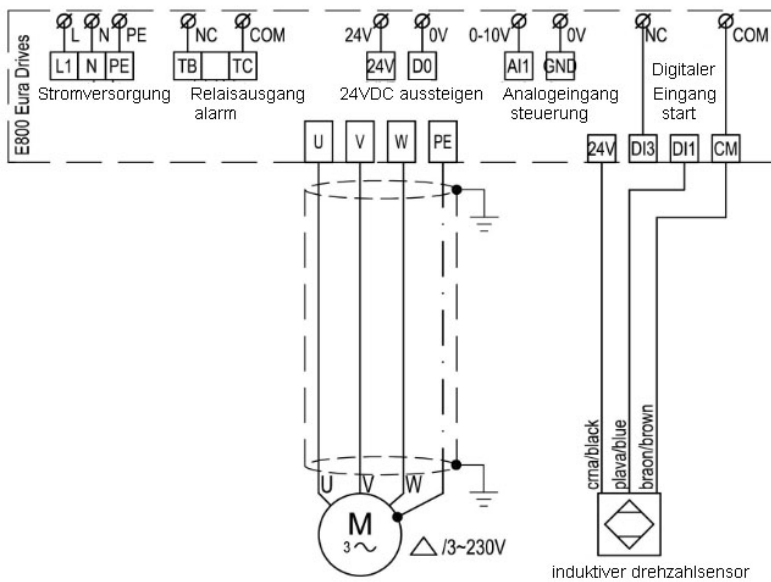 L N PE NC COM 24V 0V 0-10V 0V NC COM
L1 N PE TB TC 24V D0 AI1 GND
Stromversorgung
Relaisausgang
alarm
24VDC aussteigen
Analogeingang
steuerung
Digitaler
Eingang
start
E800 Eura Drives
U V W PE
24V DI3 DI1 CM
crna/black
plava/blue
braon/brown
U V W
M
3~
△/3~230V
induktiver drehzahlsensor